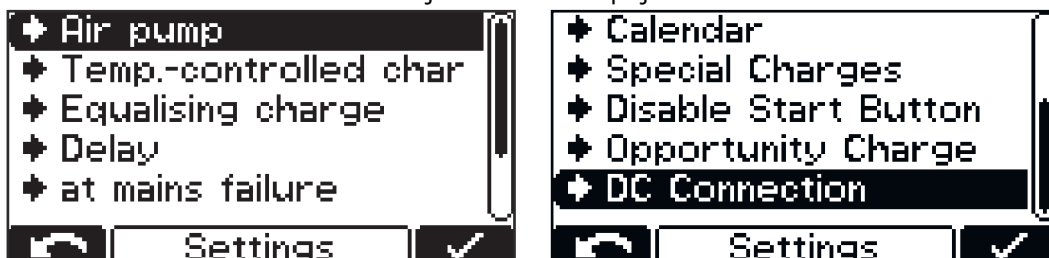 Air pump
Temp.-controlled char
Equalising charge
Delay
at mains failure
Settings
Calendar
Special Charges
Disable Start Button
Opportunity Charge
DC Connection
Settings